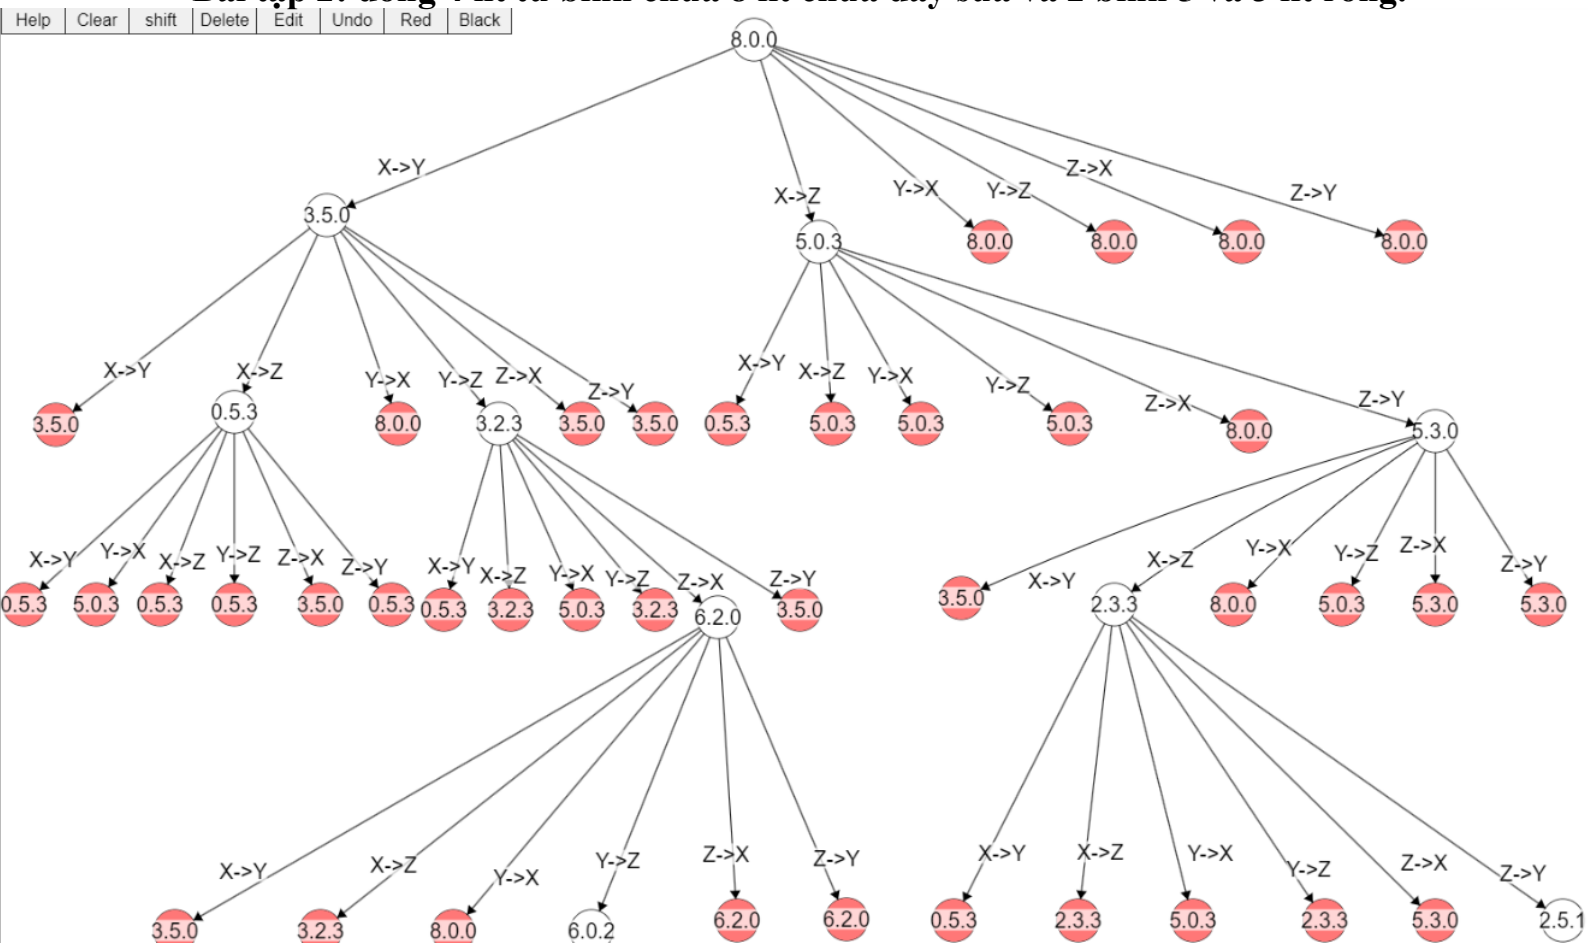 Help Clear shift Delete Edit Undo Red Black
8.0.0
X->Y
X->Z
Y->X
Y->Z
Z->X
Z->Y
3.5.0
5.0.3
8.0.0
8.0.0
8.0.0
8.0.0
X->Y
X->Z
Y->X
Y->Z
Z->X
Z->Y
X->Y
X->Z
Y->X
Y->Z
Z->X
Z->Y
3.5.0
0.5.3
8.0.0
3.2.3
3.5.0
3.5.0
0.5.3
5.0.3
5.0.3
5.0.3
8.0.0
5.3.0
X->Y
Y->X
X->Z
Y->Z
Z->X
Z->Y
X->Y
X->Z
Y->X
Y->Z
Z->X
Z->Y
X->Y
X->Z
Y->X
Y->Z
Z->X
Z->Y
0.5.3
5.0.3
0.5.3
0.5.3
3.5.0
0.5.3
0.5.3
3.2.3
5.0.3
3.2.3
6.2.0
3.5.0
3.5.0
2.3.3
8.0.0
5.0.3
5.3.0
5.3.0
X->Y
X->Z
Y->X
Y->Z
Z->X
Z->Y
X->Y
X->Z
Y->X
Y->Z
Z->X
Z->Y
3.5.0
3.2.3
8.0.0
6.0.2
6.2.0
6.2.0
0.5.3
2.3.3
5.0.3
2.3.3
5.3.0
2.5.1